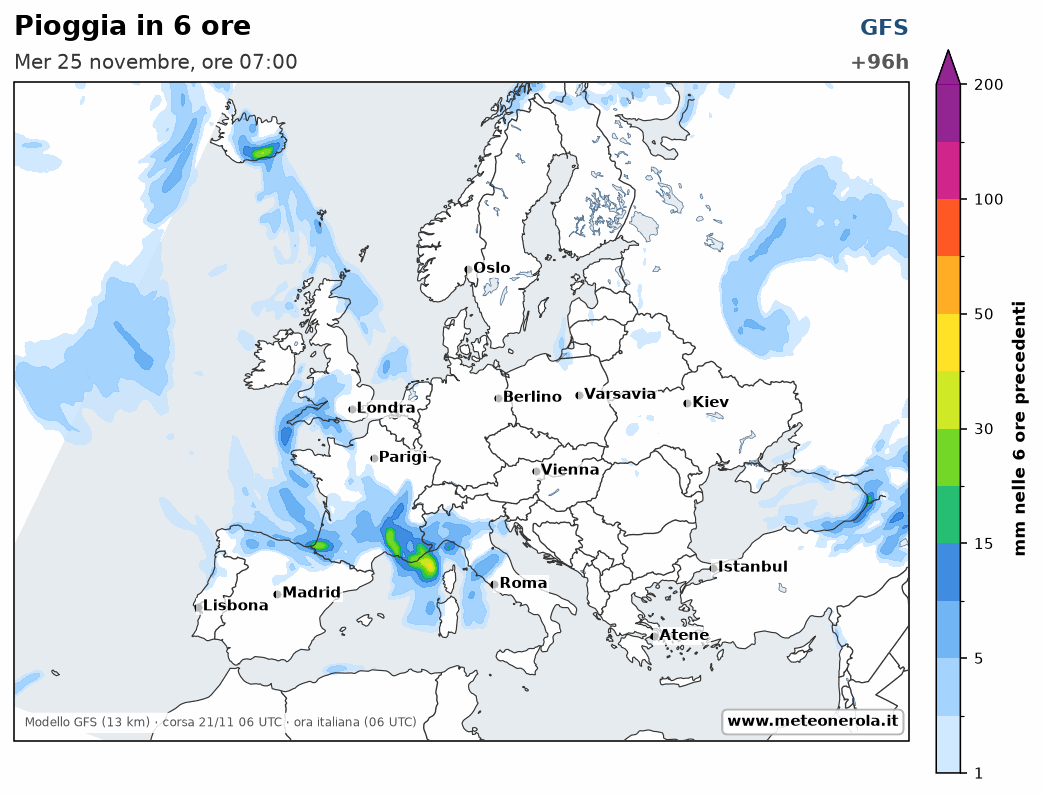 Pioggia in 6 ore
GFS
Mer 25 novembre, ore 07:00
+96h
200
100
50
30
15
5
1
mm nelle 6 ore precedenti
Oslo
Berlino
Varsavia
Kiev
Londra
Parigi
Vienna
Istanbul
Roma
Madrid
Lisbona
Atene
Modello GFS (13 km) · corsa 21/11 06 UTC · ora italiana (06 UTC)
www.meteonerola.it